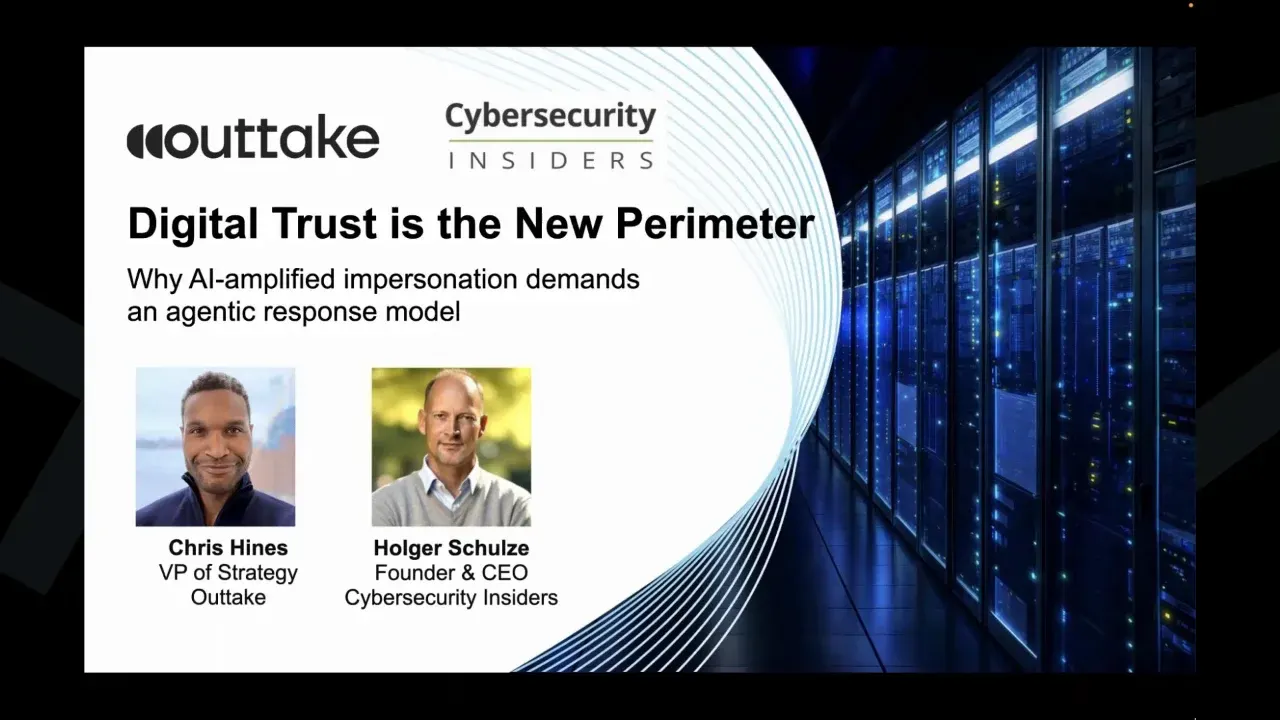 outtake
Cybersecurity
INSIDERS
Digital Trust is the New Perimeter
Why AI-amplified impersonation demands
an agentic response model
Chris Hines
VP of Strategy
Outtake
Holger Schulze
Founder & CEO
Cybersecurity Insiders